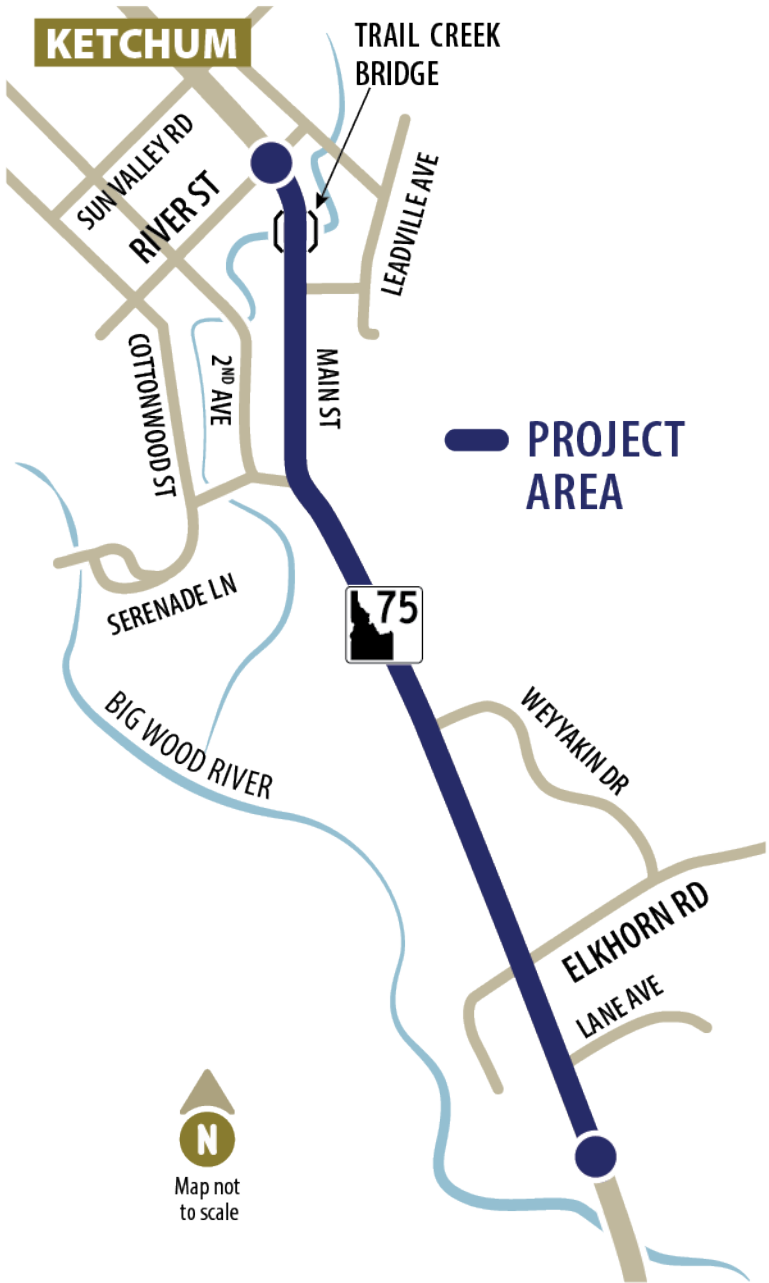 KETCHUM
TRAIL CREEK
BRIDGE
SUN VALLEY RD
RIVER ST
LEADVILLE AVE
COTTONWOOD ST
2ND AVE
MAIN ST
PROJECT
AREA
SERENADE LN
75
BIG WOOD RIVER
WEYYAKIN DR
ELKHORN RD
LANE AVE
N
Map not
to scale